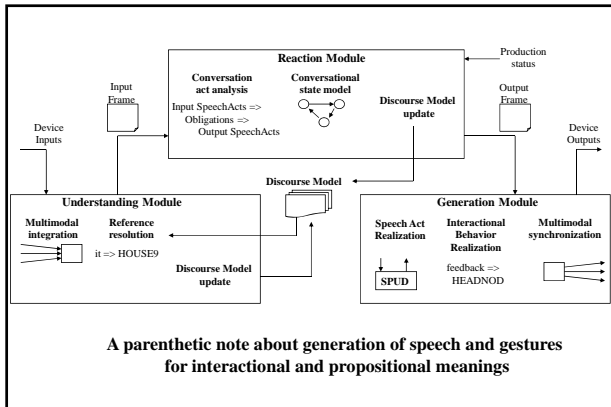 Reaction Module
Production
status
Input
Frame
Conversation
act analysis
Conversational
state model
Input SpeechActs =>
Obligations =>
Output SpeechActs
Discourse Model
update
Output
Frame
Device
Inputs
Device
Outputs
Discourse Model
Understanding Module
Multimodal
integration
Reference
resolution
it => HOUSE9
Discourse Model
update
Generation Module
Speech Act
Realization
Interactional
Behavior
Realization
Multimodal
synchronization
SPUD
feedback =>
HEADNOD
A parenthetic note about generation of speech and gestures
for interactional and propositional meanings